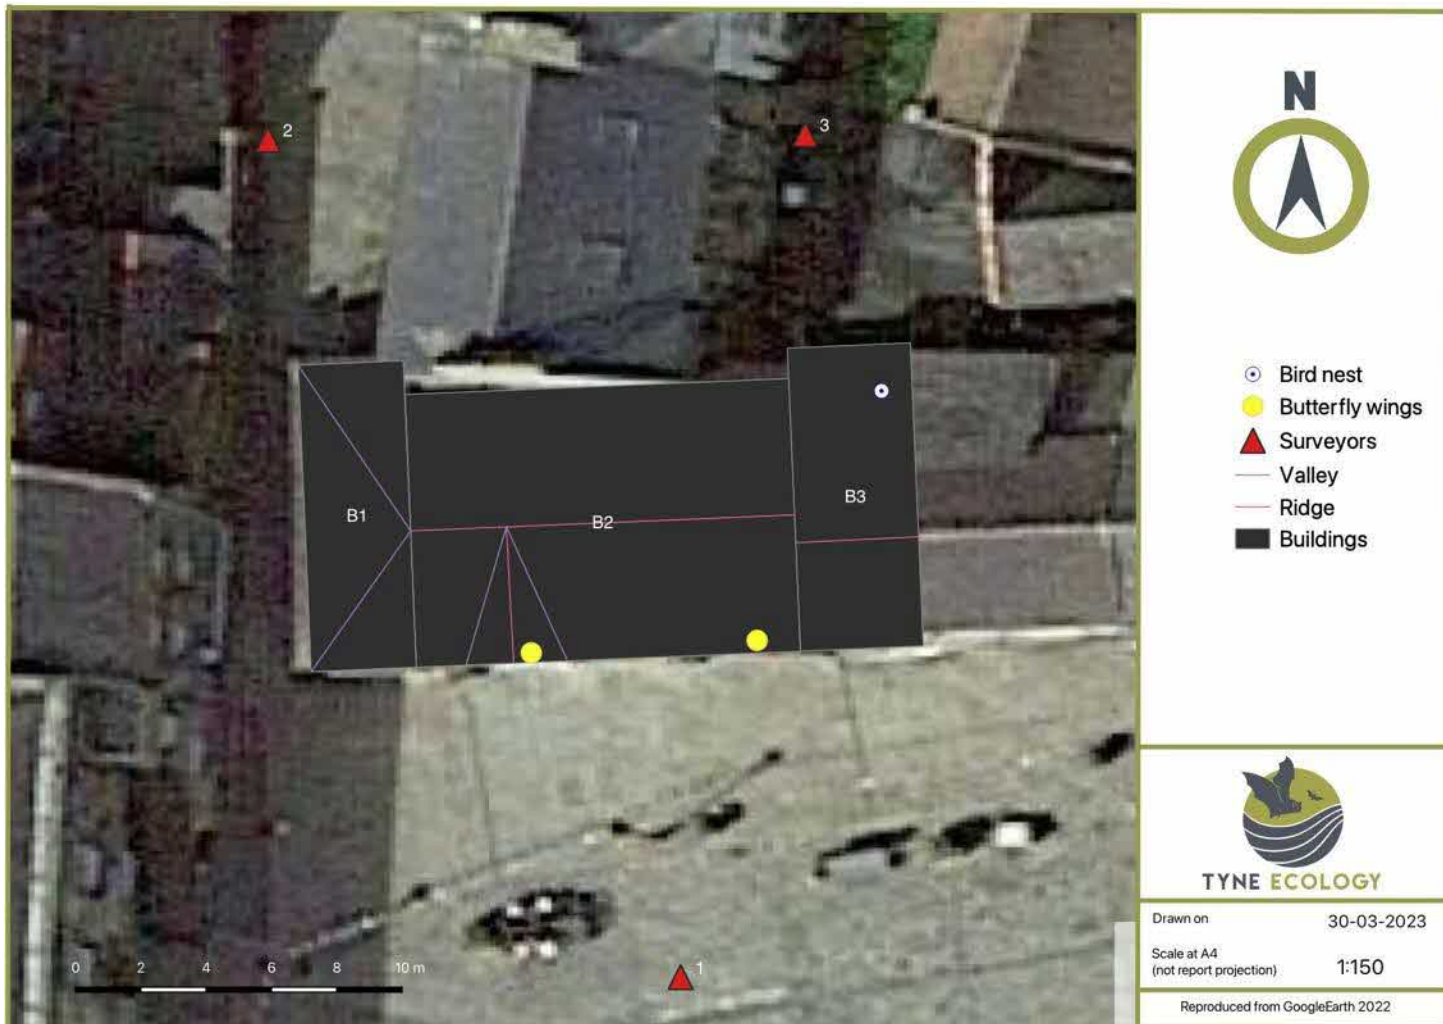 2
3
B1
B2
B3
1
0 2 4 6 8 10 m
N
Bird nest
Butterfly wings
Surveyors
Valley
Ridge
Buildings
TYNE ECOLOGY
Drawn on 30-03-2023
Scale at A4
(not report projection) 1:150
Reproduced from GoogleEarth 2022